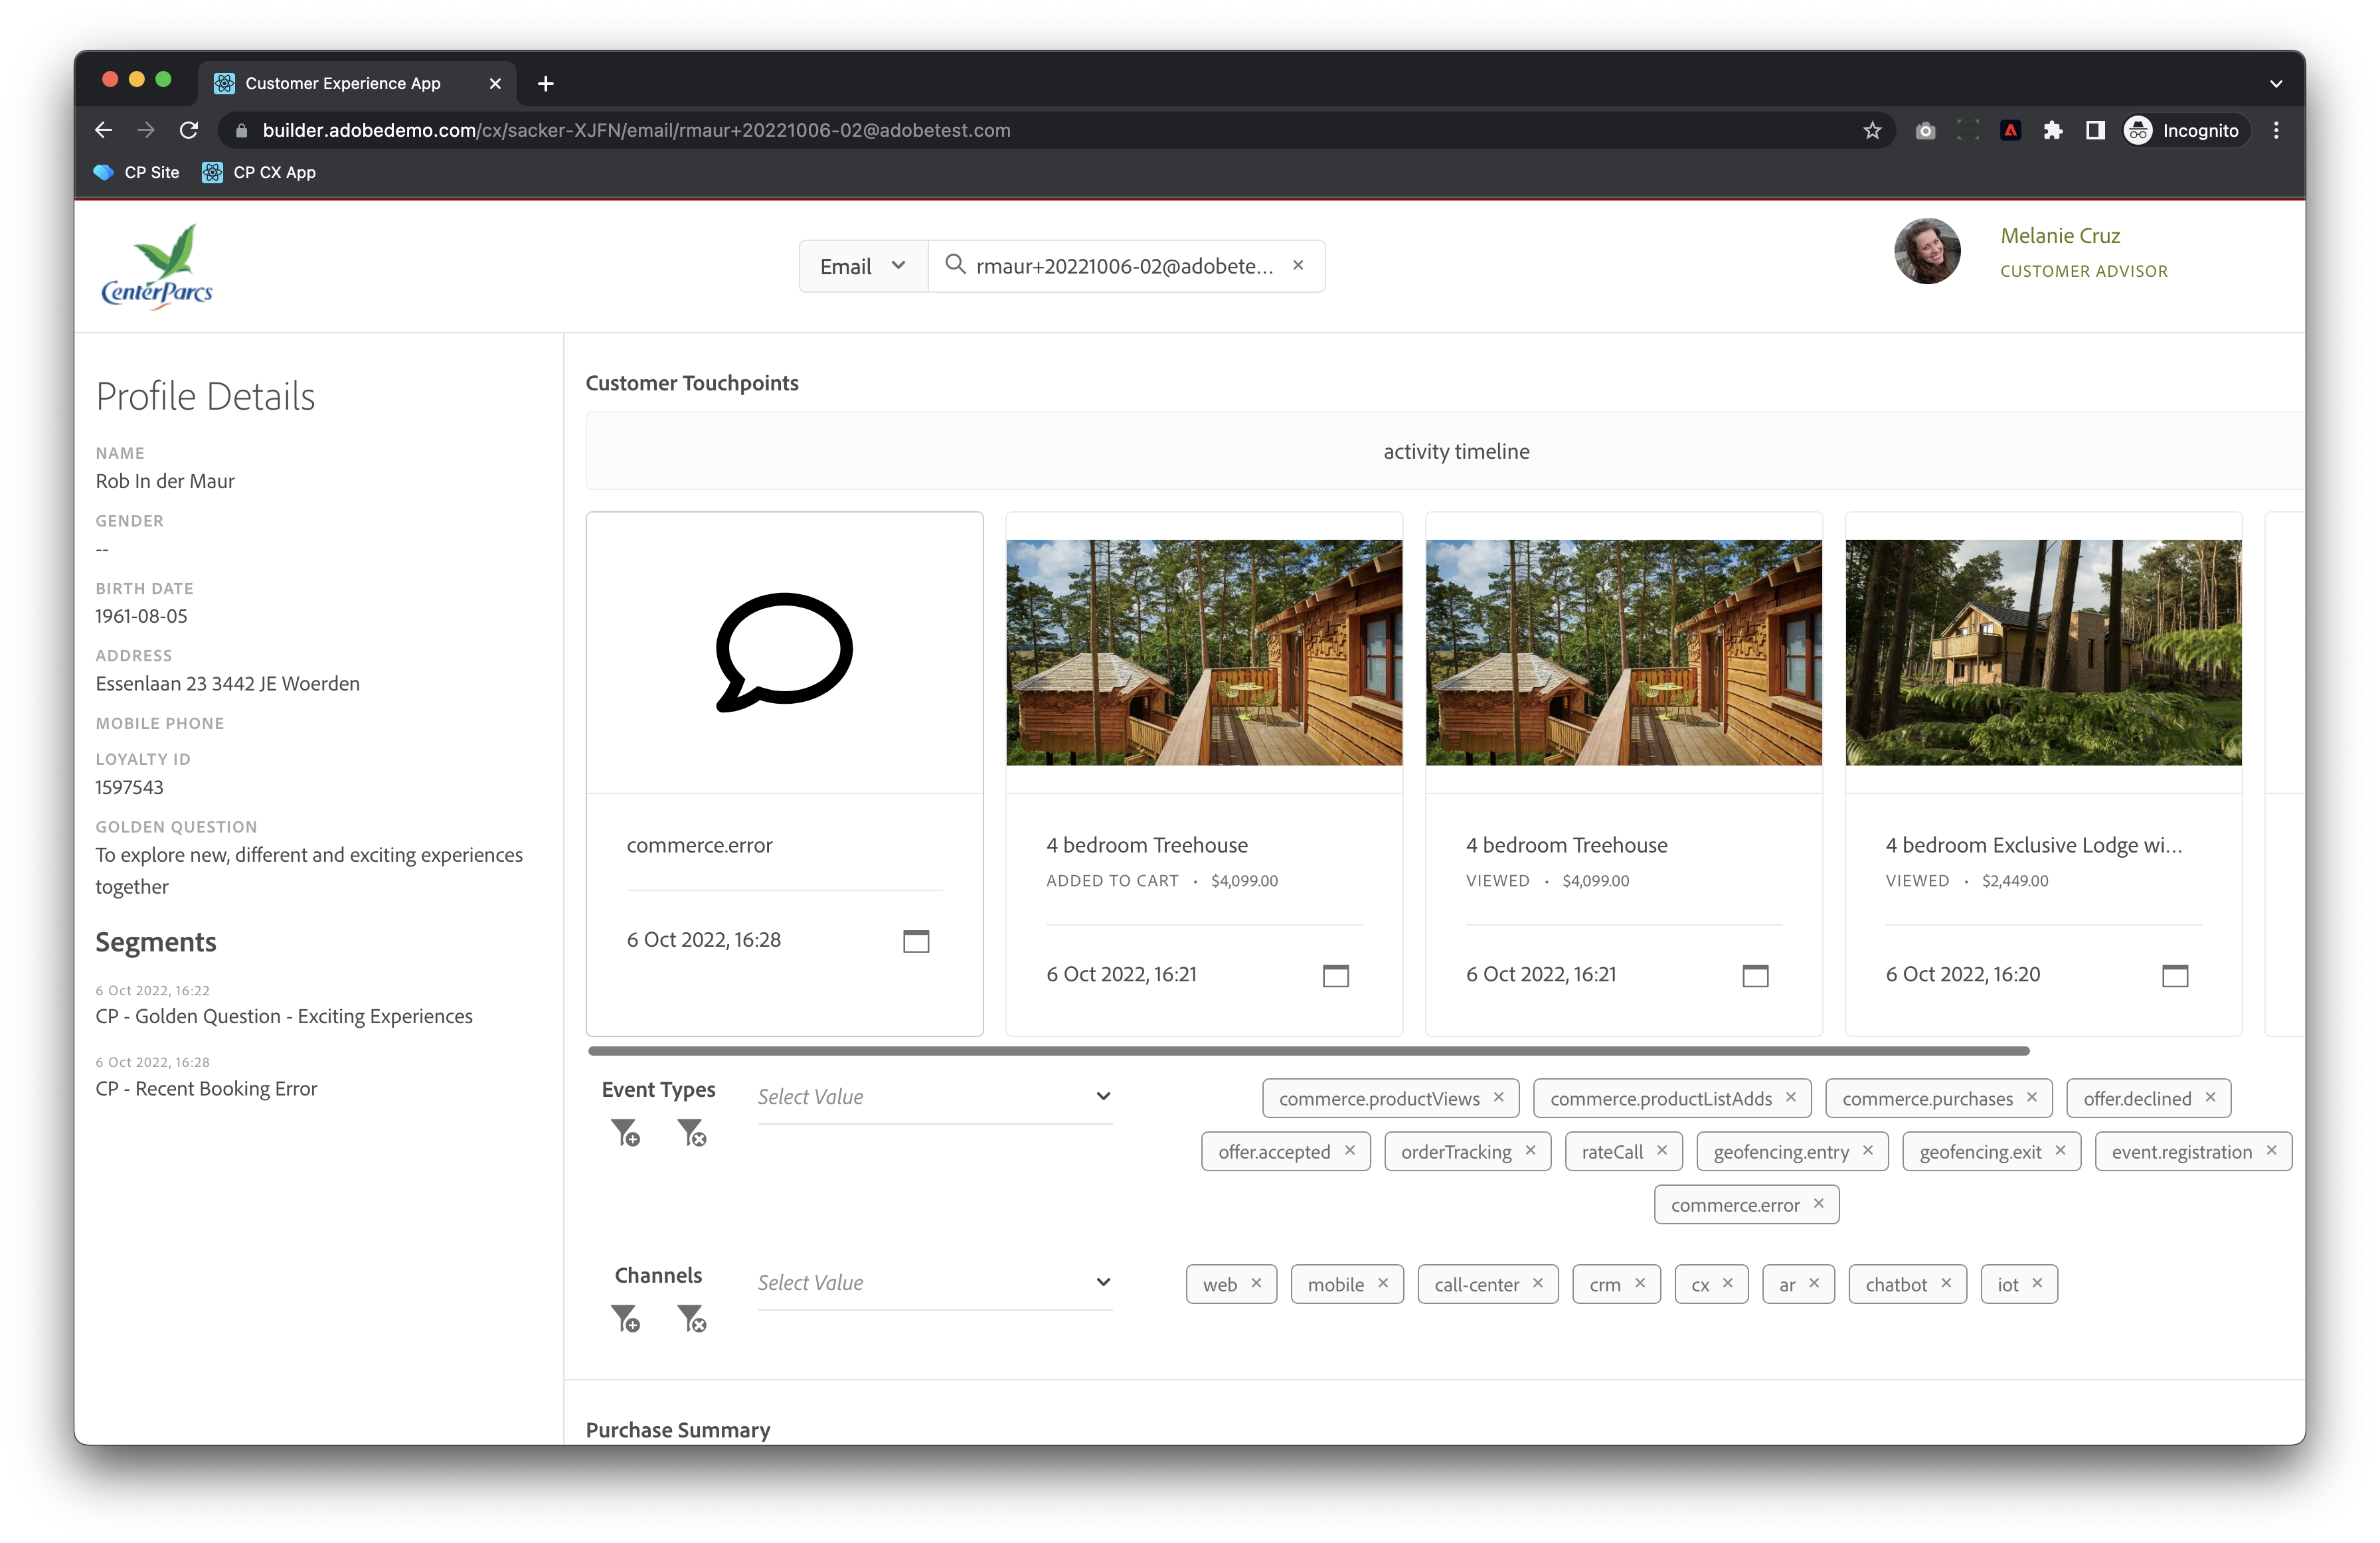 Customer Experience App
builder.adobedemo.com/cx/sacker-XJFN/email/rmaur+20221006-02@adobetest.com
Incognito
CP Site
CP CX App
CenterParcs
Email
rmaur+20221006-02@adobete...
Melanie Cruz
CUSTOMER ADVISOR
Profile Details
NAME
Rob In der Maur
GENDER
--
BIRTH DATE
1961-08-05
ADDRESS
Essenlaan 23 3442 JE Woerden
MOBILE PHONE
LOYALTY ID
1597543
GOLDEN QUESTION
To explore new, different and exciting experiences
together
Segments
6 Oct 2022, 16:22
CP - Golden Question - Exciting Experiences
6 Oct 2022, 16:28
CP - Recent Booking Error
Customer Touchpoints
activity timeline
commerce.error
6 Oct 2022, 16:28
4 bedroom Treehouse
ADDED TO CART • $4,099.00
6 Oct 2022, 16:21
4 bedroom Treehouse
VIEWED • $4,099.00
6 Oct 2022, 16:21
4 bedroom Exclusive Lodge wi...
VIEWED • $2,449.00
6 Oct 2022, 16:20
Event Types
Select Value
commerce.productViews
commerce.productListAdds
commerce.purchases
offer.declined
offer.accepted
orderTracking
rateCall
geofencing.entry
geofencing.exit
event.registration
commerce.error
Channels
Select Value
web
mobile
call-center
crm
cx
ar
chatbot
iot
Purchase Summary